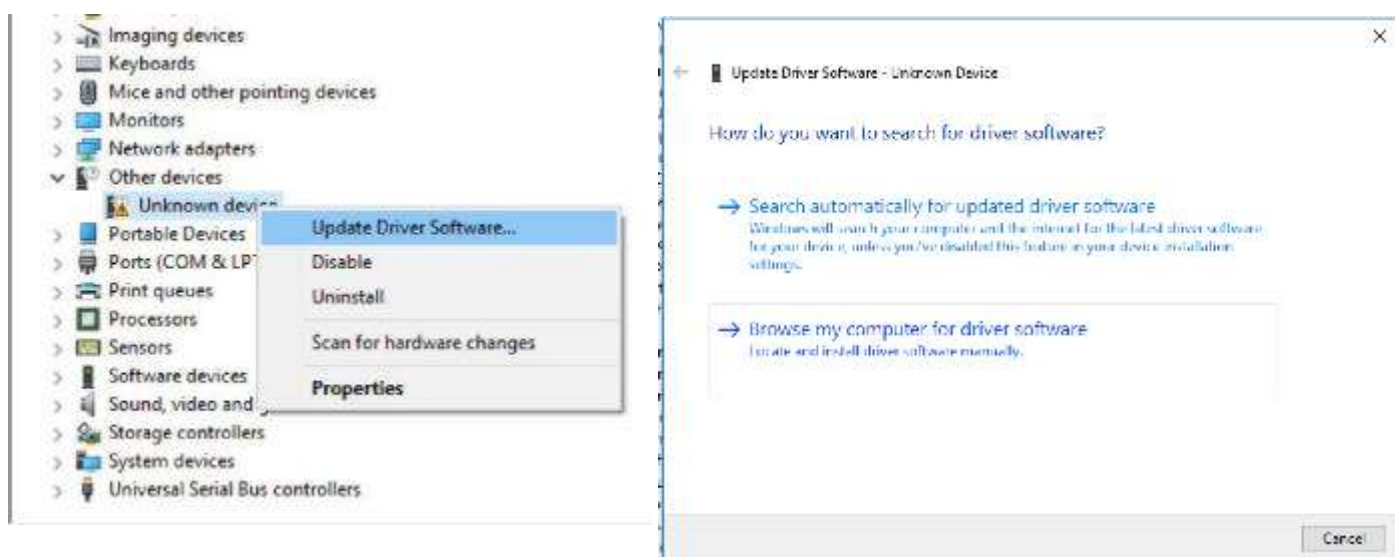 Imaging devices
Keyboards
Mice and other pointing devices
Monitors
Network adapters
Other devices
Unknown
Portable Devices
Ports (COM &
Print queues
Processors
Sensors
Software devices
Sound, video and
Storage controllers
System devices
Universal Serial Bus controllers
Update Driver Software...
Disable
Uninstall
Scan for hardware changes
Properties
Update Driver Software - Unknown Device
How do you want to search for driver software?
Search automatically for updated driver software
Windows will search your computer and the internet for the latest driver software
for your device, unless you've disabled this feature in your device installation
settings.
Browse my computer for driver software
Locate and install driver software manually.
Cancel